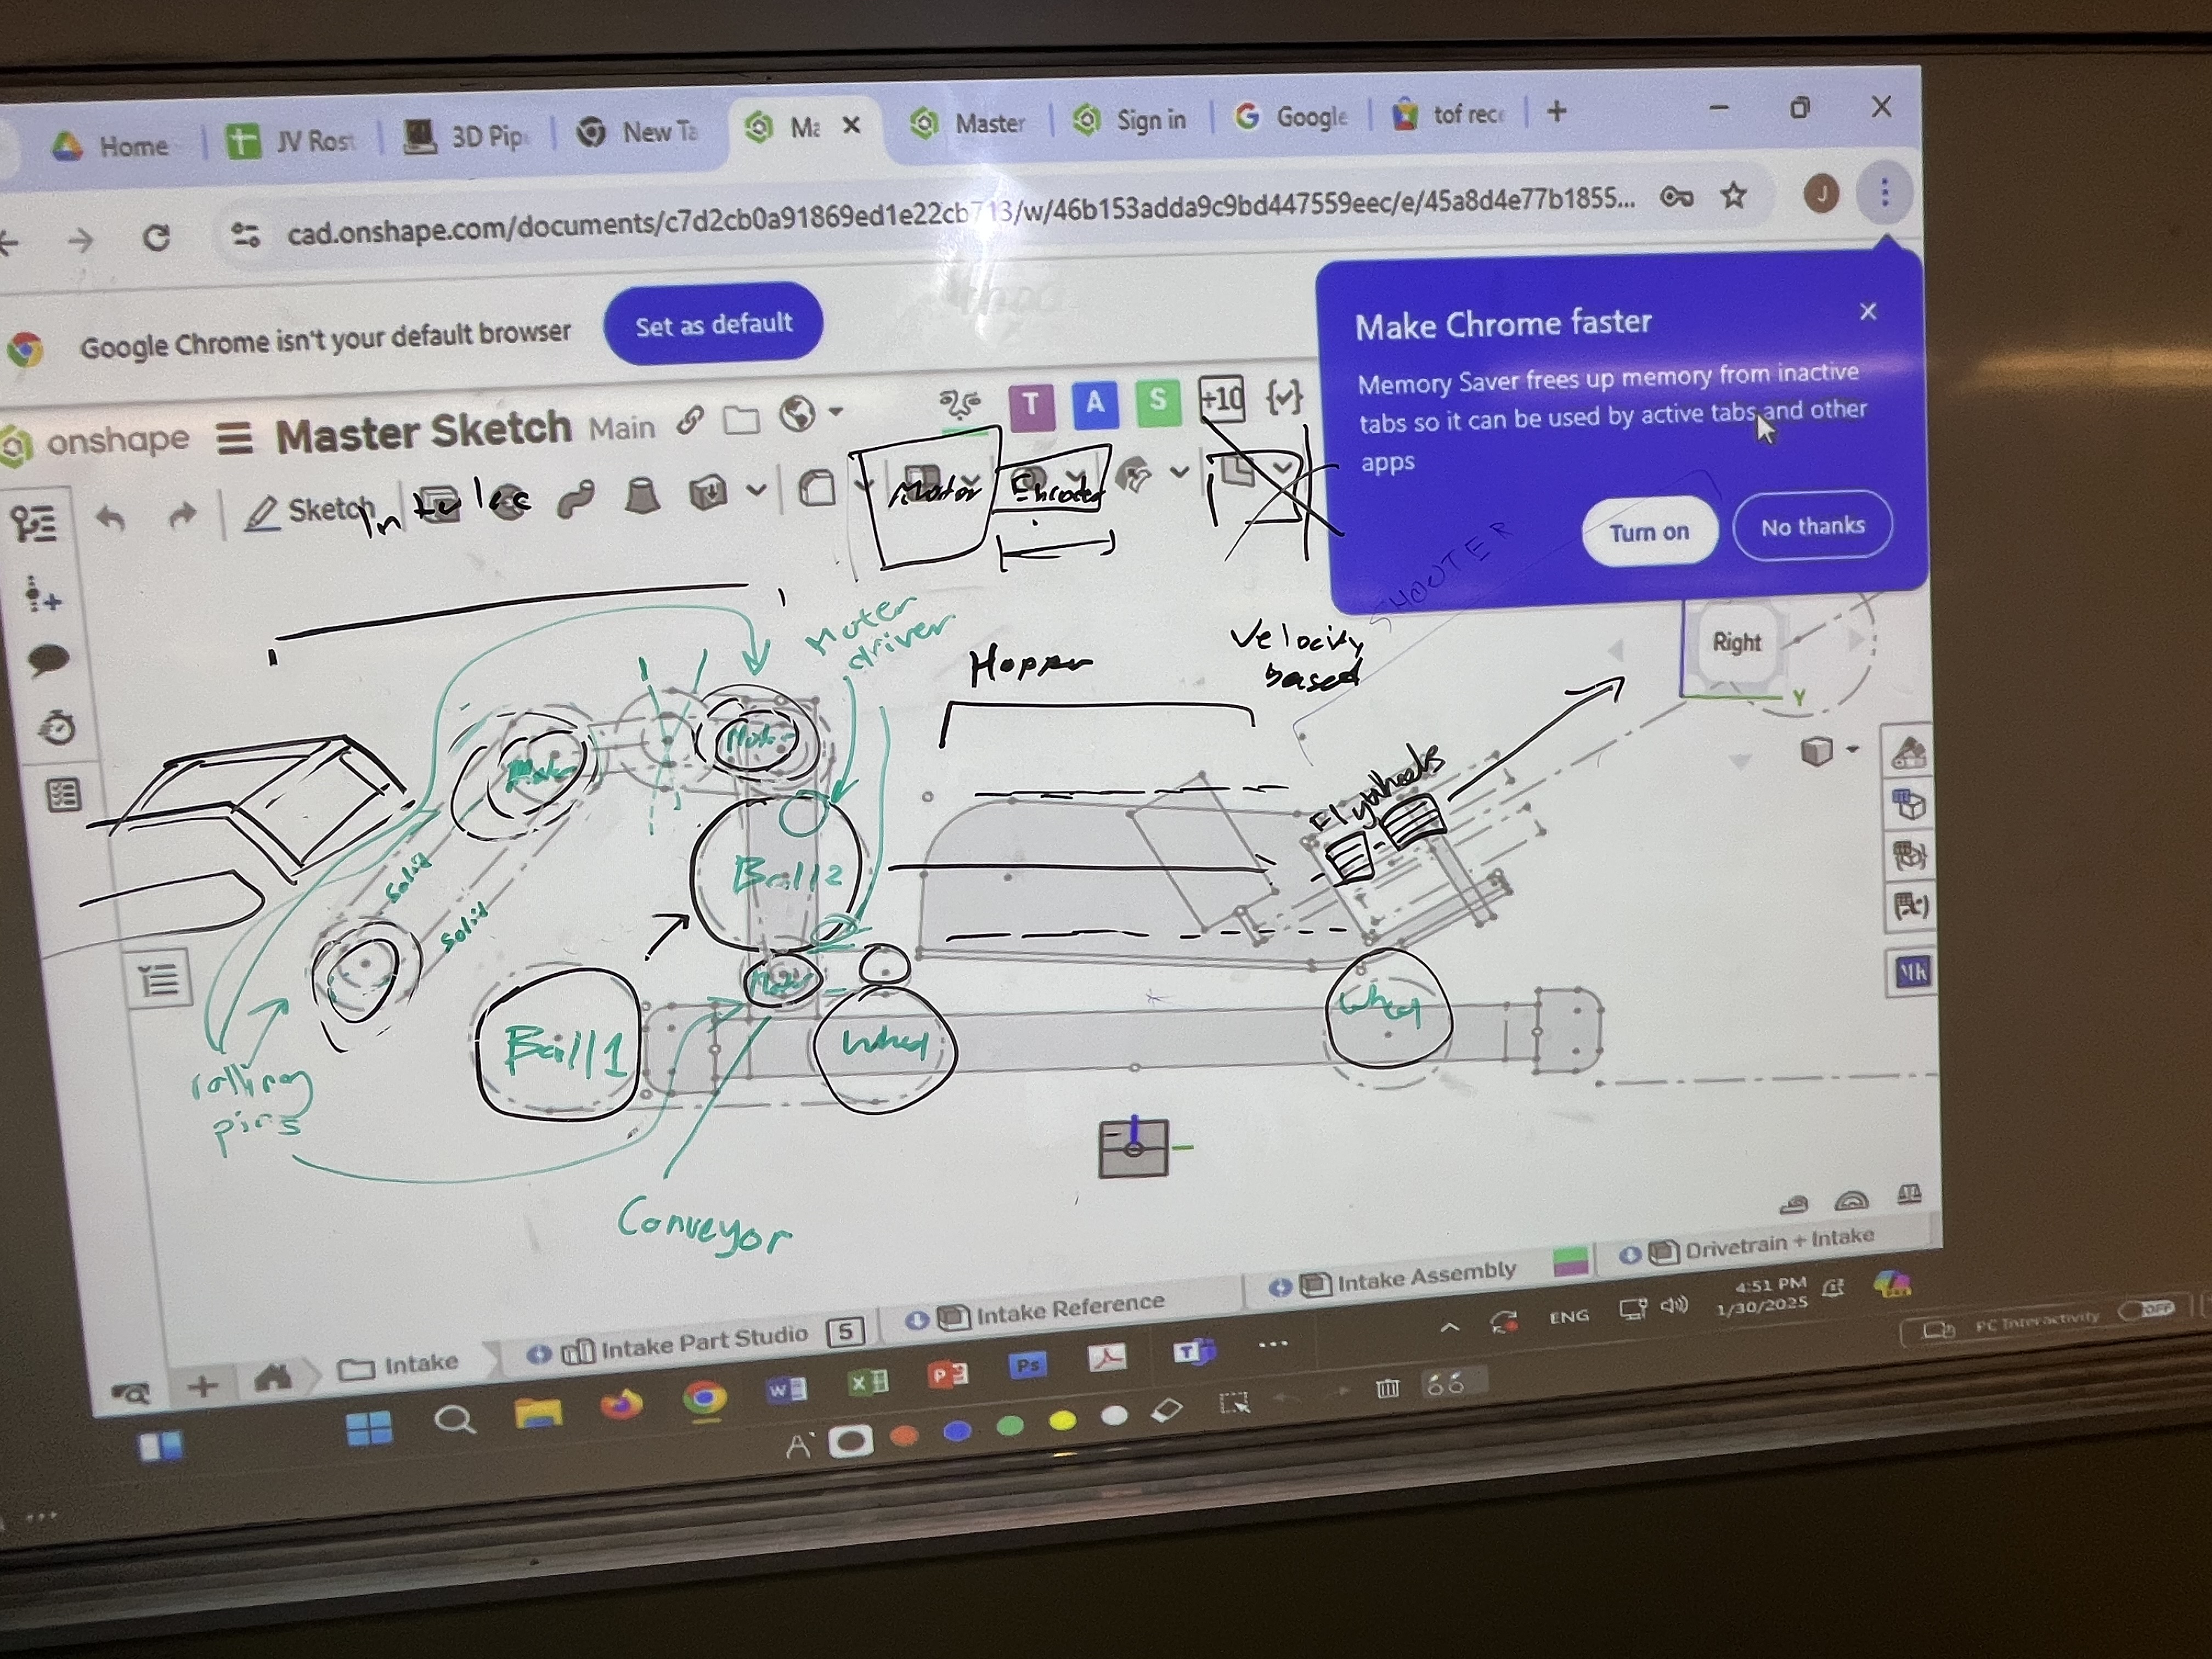 Home
JV Rost
3D Pip
New Ta
Ma
Master
Sign in
Google
tof rec
cad.onshape.com/documents/c7d2cb0a91869ed1e22cb713/w/46b153adda9c9bd447559eec/e/45a8d4e77b1855...
J
Google Chrome isn't your default browser
Set as default
Make Chrome faster
Memory Saver frees up memory from inactive
tabs so it can be used by active tabs and other
apps
Turn on
No thanks
onshape
Master Sketch
Main
T
A
S
+10
Sketch
Intake
Motor
Encoder
SHOOTER
Right
Y
Moter
driver
Hopper
Velocity
based
Motor
Flywheels
Solid
Solid
Ball 2
Ball 1
Wheel
Wheel
rolling
pins
Conveyor
Mk
Intake
Intake Part Studio
5
Intake Reference
Intake Assembly
Drivetrain + Intake
ENG
4:51 PM
1/30/2025
W
X
P
Ps
T
A
66
PC Interactivity
OFF